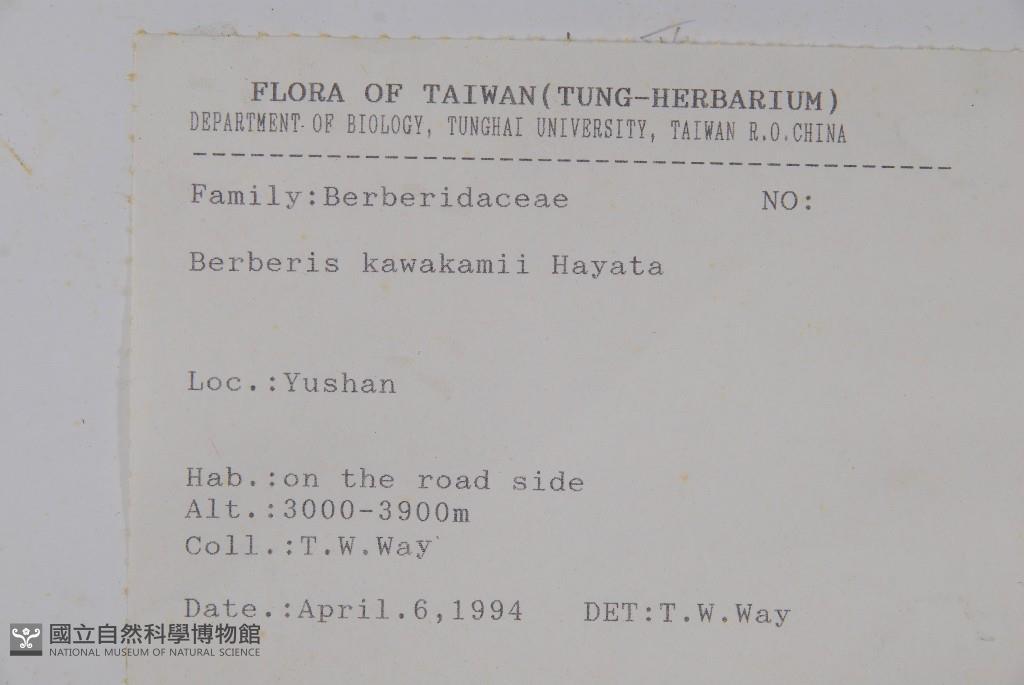 FLORA OF TAIWAN(TUNG-HERBARIUM)
DEPARTMENT OF BIOLOGY, TUNGHAI UNIVERSITY, TAIWAN R.O.CHINA
Family:Berberidaceae NO:
Berberis kawakamii Hayata
Loc.:Yushan
Hab.:on the road side
Alt.:3000-3900m
Coll.:T.W.Way
Date.:April.6,1994 DET:T.W.Way
國立自然科學博物館
NATIONAL MUSEUM OF NATURAL SCIENCE